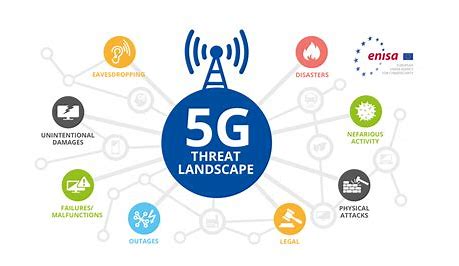 EAVESDROPPING
DISASTERS
enisa
EUROPEAN
UNION AGENCY
FOR CYBERSECURITY
UNINTENTIONAL
DAMAGES
5G
THREAT
LANDSCAPE
NEFARIOUS
ACTIVITY
FAILURES/
MALFUNCTIONS
PHYSICAL
ATTACKS
OUTAGES
LEGAL